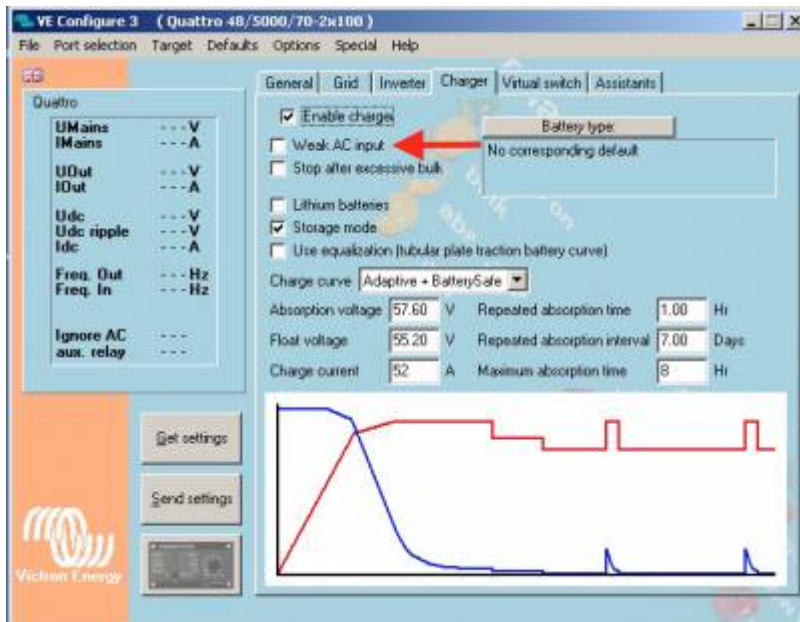 VE Configure 3 ( Quattro 48/5000/70-2x100 )
File Port selection Target Defaults Options Special Help
General Grid Inverter Charger Virtual switch Assistants
Quattro
UMains ---V
IMains ---A
UOut ---V
IOut ---A
Udc ---V
Udc ripple ---V
Idc ---A
Freq. Out ---Hz
Freq. In ---Hz
Ignore AC ---
aux. relay ---
Enable charger
Weak AC input
Stop after excessive bulk
Battery type:
No corresponding default
Lithium batteries
Storage mode
Use equalization (tubular plate traction battery curve)
Charge curve Adaptive + BatterySafe
Absorption voltage 57.60 V Repeated absorption time 1.00 Hr
Float voltage 55.20 V Repeated absorption interval 7.00 Days
Charge current 52 A Maximum absorption time 8 Hr
Get settings
Send settings
Victron Energy